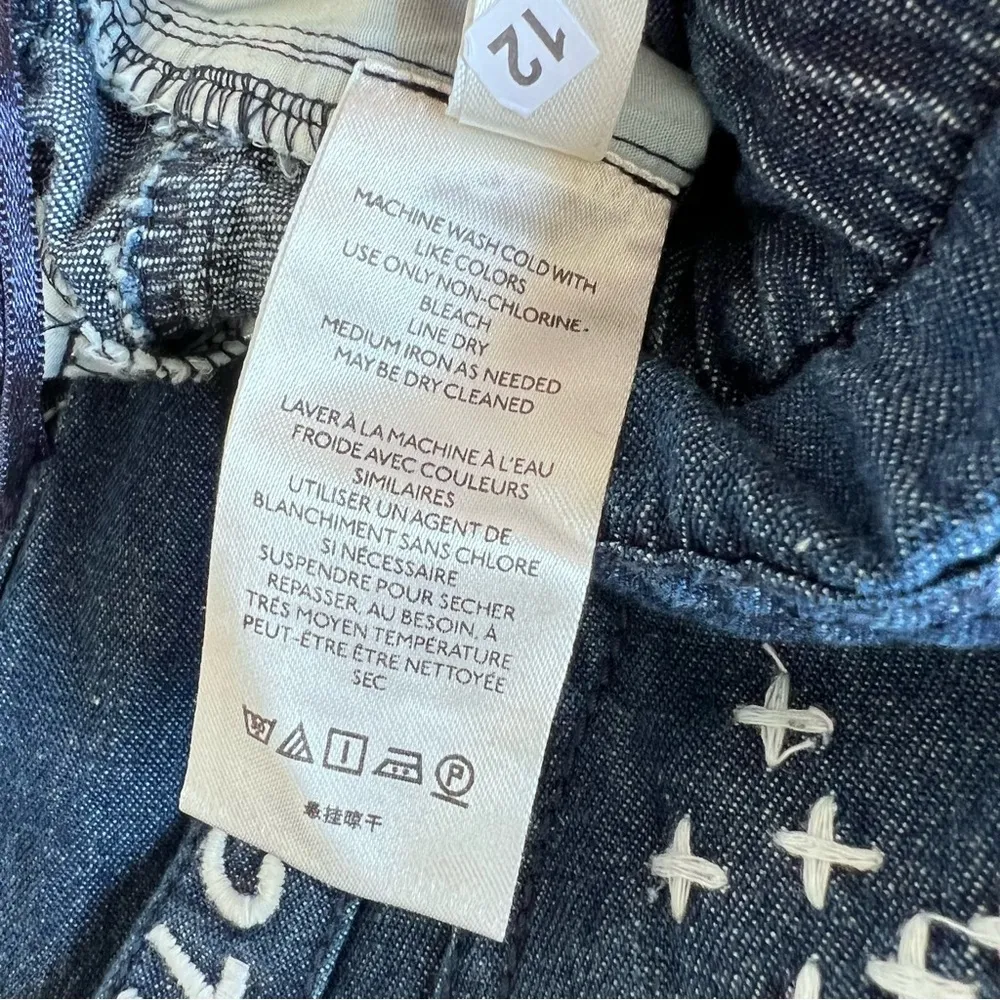 12
MACHINE WASH COLD WITH
LIKE COLORS
USE ONLY NON-CHLORINE-
BLEACH
LINE DRY
MEDIUM IRON AS NEEDED
MAY BE DRY CLEANED
LAVER À LA MACHINE À L'EAU
FROIDE AVEC COULEURS
SIMILAIRES
UTILISER UN AGENT DE
BLANCHIMENT SANS CHLORE
SI NÉCESSAIRE
SUSPENDRE POUR SECHER
REPASSER, AU BESOIN, À
TRÉS MOYEN TEMPÉRATURE
PEUT-ÊTRE ÊTRE NETTOYÉE
SEC
P
悬挂晾干